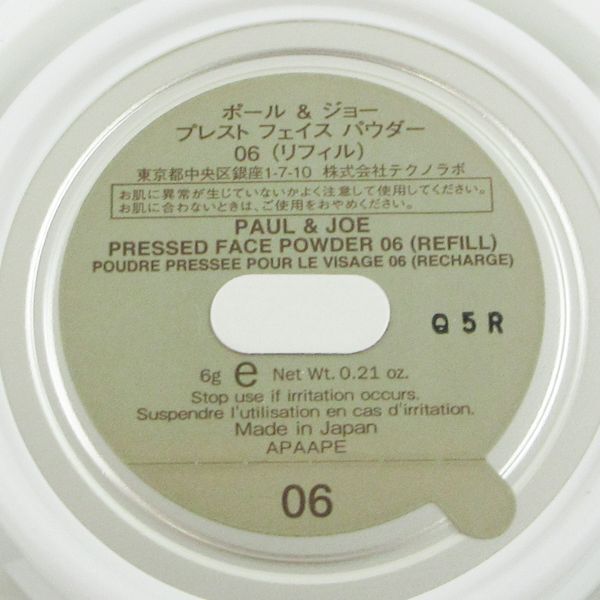 ポール & ジョー
プレスト フェイス パウダー
06 (リフィル)
東京都中央区銀座1-7-10 株式会社テクノラボ
お肌に異常が生じていないかよく注意して使用してください。
お肌に合わないときは、ご使用をおやめください。
PAUL & JOE
PRESSED FACE POWDER 06 (REFILL)
POUDRE PRESSEE POUR LE VISAGE 06 (RECHARGE)
Q5R
6g e Net Wt. 0.21 oz.
Stop use if irritation occurs.
Suspendre l'utilisation en cas d'irritation.
Made in Japan
APAAPE
06